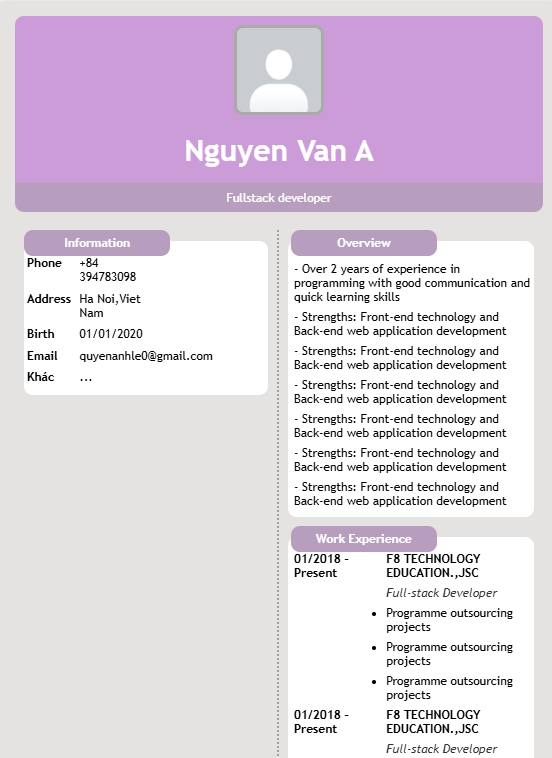 Nguyen Van A
Fullstack developer
Information
Phone +84
394783098
Address Ha Noi,Viet
Nam
Birth 01/01/2020
Email quyenanhle0@gmail.com
Khác ...
Overview
- Over 2 years of experience in
programming with good communication and
quick learning skills
- Strengths: Front-end technology and
Back-end web application development
- Strengths: Front-end technology and
Back-end web application development
- Strengths: Front-end technology and
Back-end web application development
- Strengths: Front-end technology and
Back-end web application development
- Strengths: Front-end technology and
Back-end web application development
- Strengths: Front-end technology and
Back-end web application development
Work Experience
01/2018 – F8 TECHNOLOGY
Present EDUCATION.,JSC
Full-stack Developer
• Programme outsourcing
projects
• Programme outsourcing
projects
• Programme outsourcing
projects
01/2018 – F8 TECHNOLOGY
Present EDUCATION.,JSC
Full-stack Developer